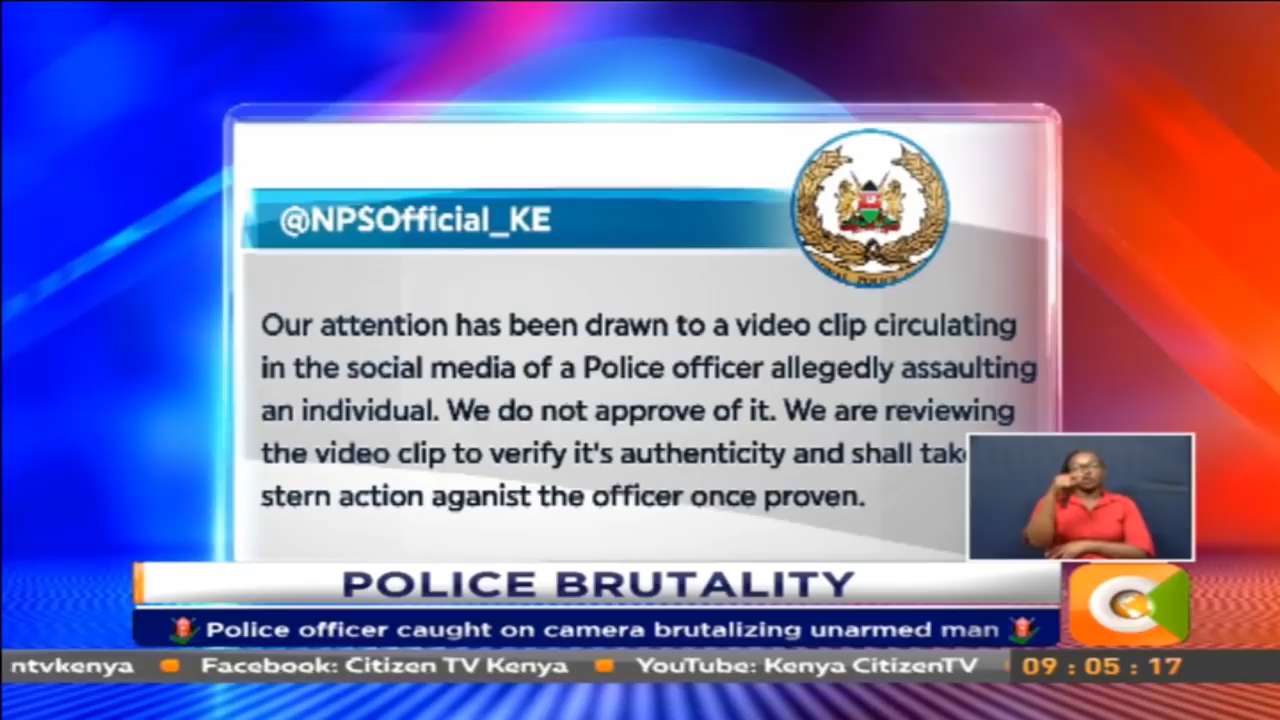 @NPSOfficial_KE
Our attention has been drawn to a video clip circulating
in the social media of a Police officer allegedly assaulting
an individual. We do not approve of it. We are reviewing
the video clip to verify it's authenticity and shall tak
stern action aganist the officer once proven.
POLICE BRUTALITY
Police officer caught on camera brutalizing unarmed man
ntvkenya Facebook: Citizen TV Kenya YouTube: Kenya CitizenTV 09:05:17